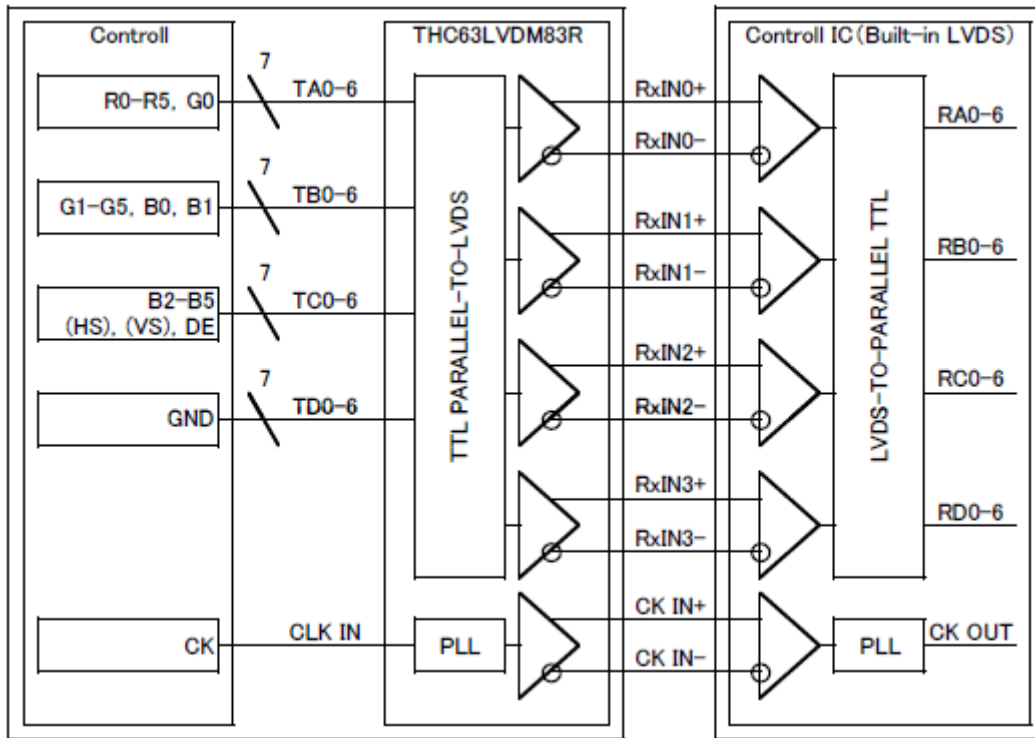 Controll
THC63LVDM83R
Controll IC(Built-in LVDS)
R0-R5, G0
7
TA0-6
RxIN0+
RxIN0-
RA0-6
G1-G5, B0, B1
7
TB0-6
RxIN1+
RxIN1-
RB0-6
B2-B5
(HS), (VS), DE
7
TC0-6
RxIN2+
RxIN2-
RC0-6
GND
7
TD0-6
RxIN3+
RxIN3-
RD0-6
TTL PARALLEL-TO-LVDS
LVDS-TO-PARALLEL TTL
CK
CLK IN
PLL
CK IN+
CK IN-
PLL
CK OUT